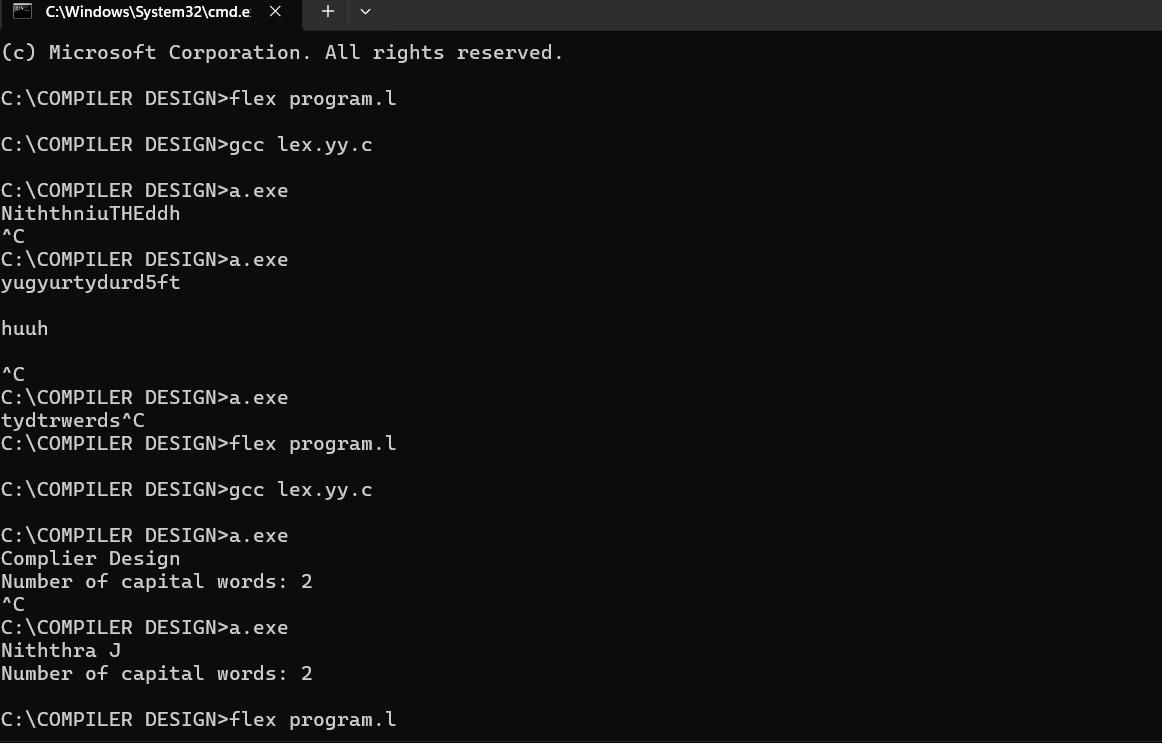 C:\Windows\System32\cmd.e
(c) Microsoft Corporation. All rights reserved.
C:\COMPILER DESIGN>flex program.l
C:\COMPILER DESIGN>gcc lex.yy.c
C:\COMPILER DESIGN>a.exe
NiththniuTHEddh
^C
C:\COMPILER DESIGN>a.exe
yugyurtydurd5ft
huuh
^C
C:\COMPILER DESIGN>a.exe
tydtrwerds^C
C:\COMPILER DESIGN>flex program.l
C:\COMPILER DESIGN>gcc lex.yy.c
C:\COMPILER DESIGN>a.exe
Complier Design
Number of capital words: 2
^C
C:\COMPILER DESIGN>a.exe
Niththra J
Number of capital words: 2
C:\COMPILER DESIGN>flex program.l